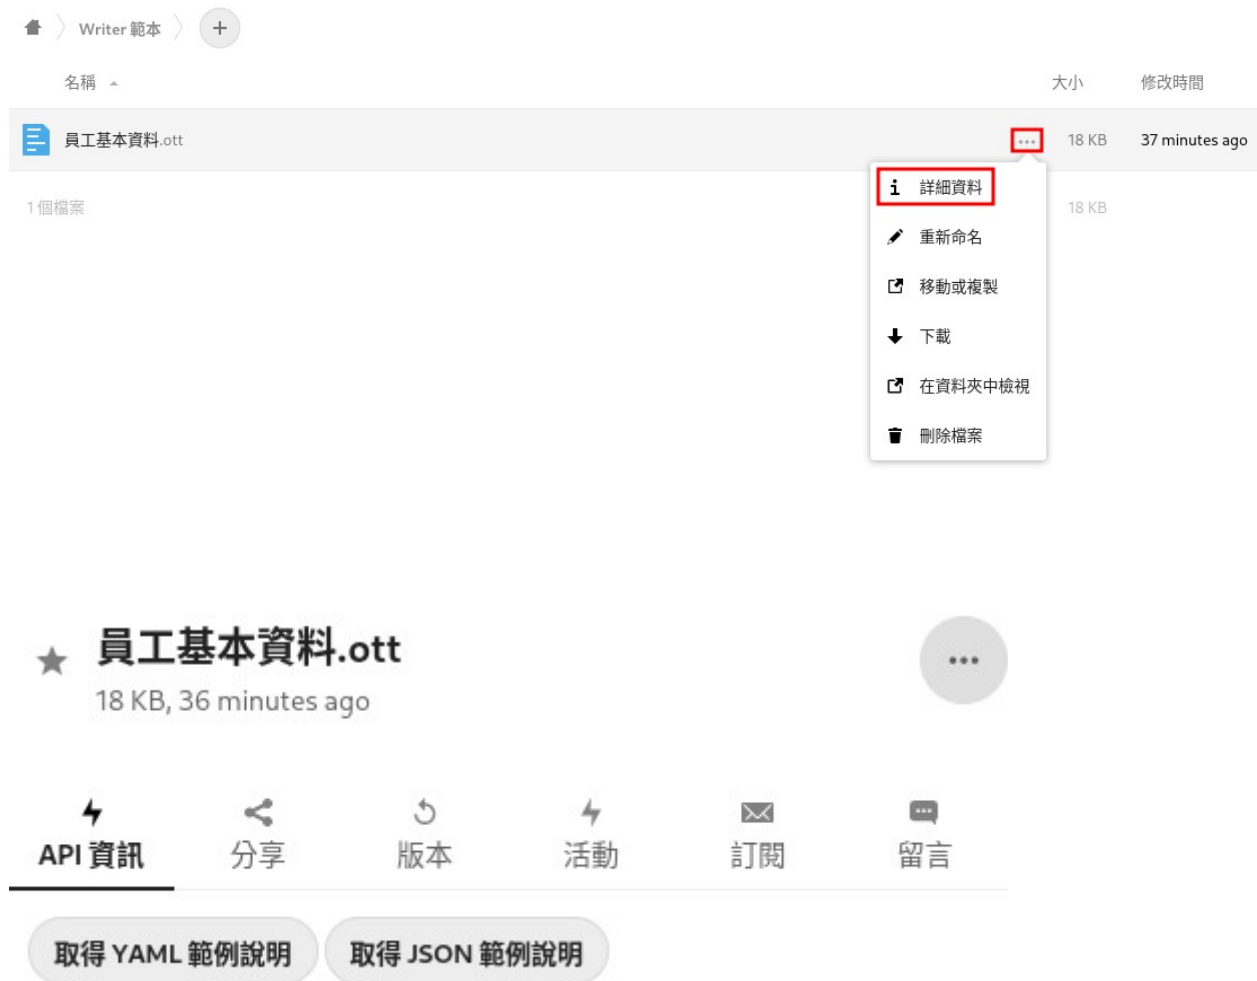 Writer 範本
名稱 大小 修改時間
員工基本資料.ott ... 18 KB 37 minutes ago
詳細資料
1 個檔案 18 KB
重新命名
移動或複製
下載
在資料夾中檢視
刪除檔案
員工基本資料.ott
18 KB, 36 minutes ago
API 資訊 分享 版本 活動 訂閱 留言
取得 YAML 範例說明 取得 JSON 範例說明